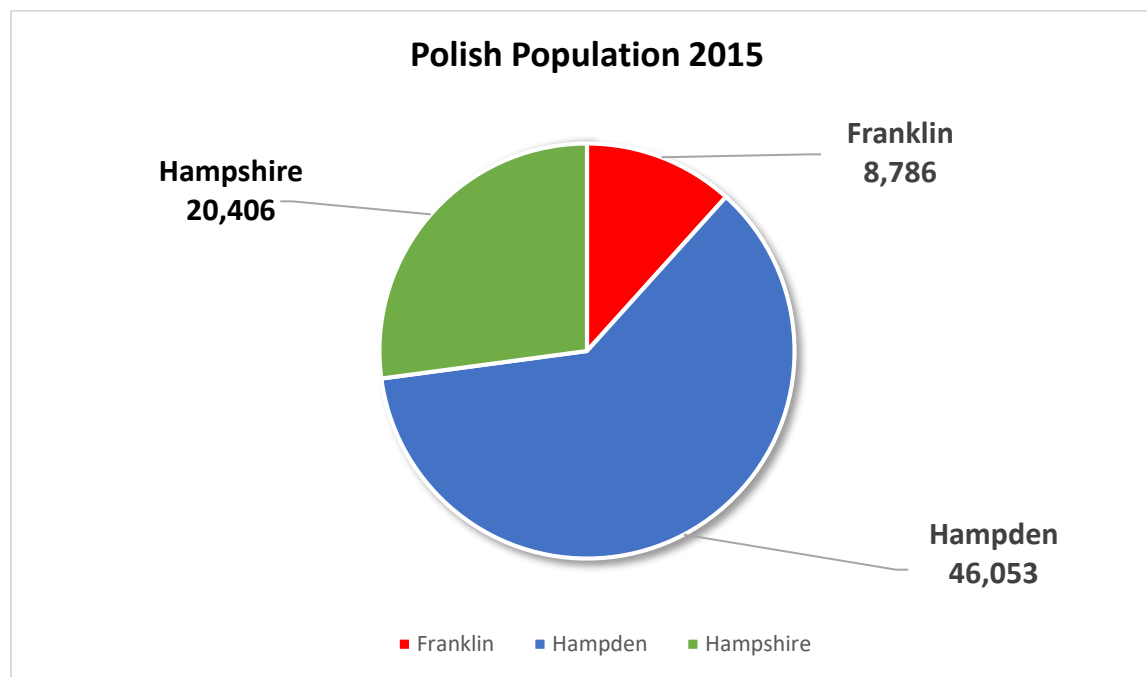 Polish Population 2015
Franklin
8,786
Hampshire
20,406
Hampden
46,053
Franklin Hampden Hampshire